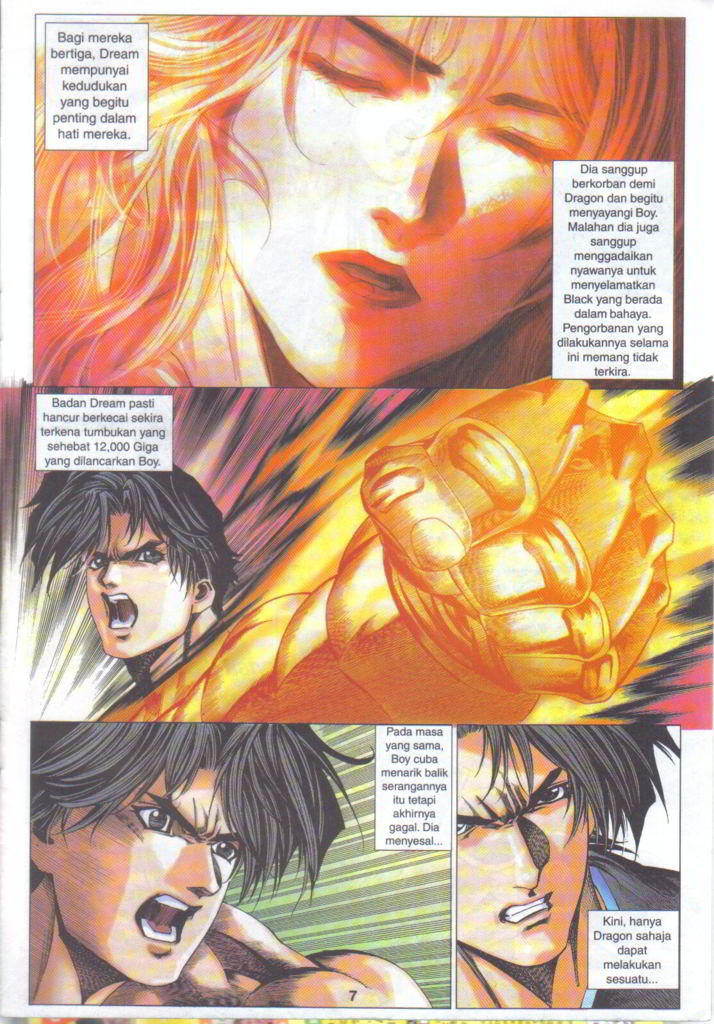 Bagi mereka
bertiga, Dream
mempunyai
kedudukan
yang begitu
penting dalam
hati mereka.
Dia sanggup
berkorban demi
Dragon dan begitu
menyayangi Boy.
Malahan dia juga
sanggup
menggadaikan
nyawanya untuk
menyelamatkan
Black yang berada
dalam bahaya.
Pengorbanan yang
dilakukannya selama
ini memang tidak
terkira.
Badan Dream pasti
hancur berkecai sekira
terkena tumbukan yang
sehebat 12,000 Giga
yang dilancarkan Boy.
Pada masa
yang sama,
Boy cuba
menarik balik
serangannya
itu tetapi
akhirnya
gagal. Dia
menyesal...
Kini, hanya
Dragon sahaja
dapat
melakukan
sesuatu...
7